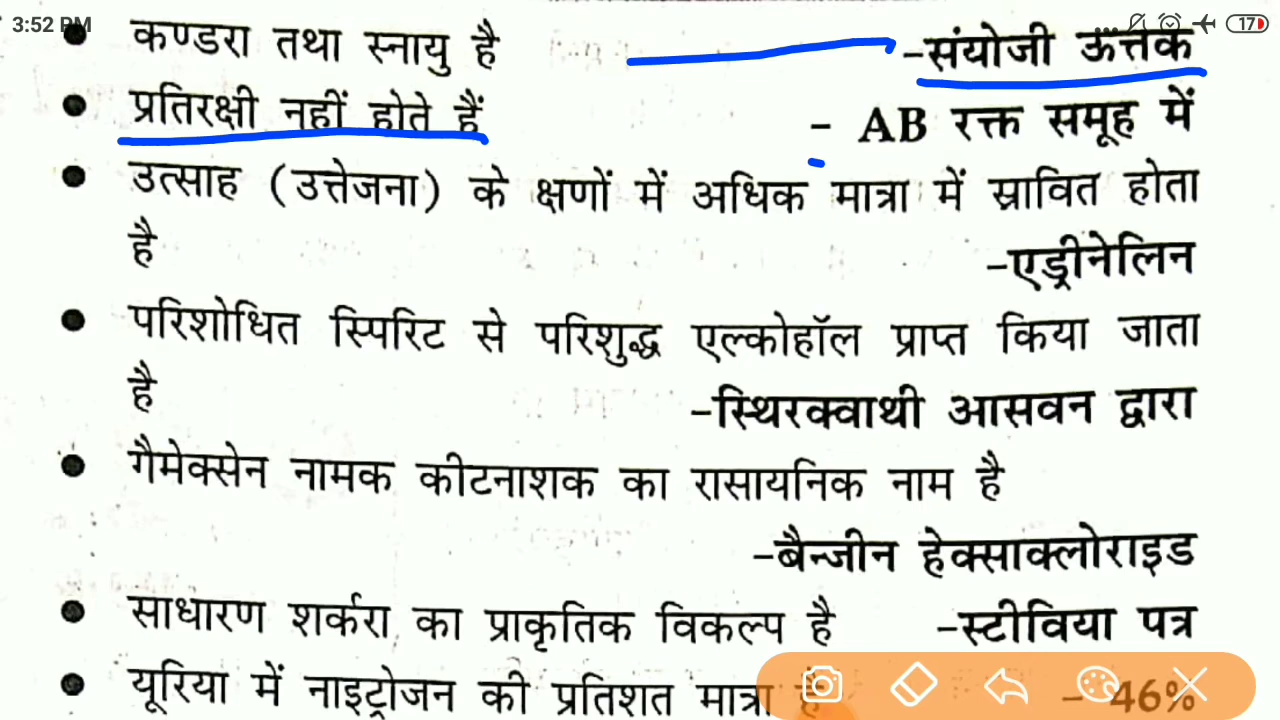 3:52 PM
17
कण्डरा तथा स्नायु है -संयोजी ऊत्तक
प्रतिरक्षी नहीं होते हैं - AB रक्त समूह में
उत्साह (उत्तेजना) के क्षणों में अधिक मात्रा में स्रावित होता
है -एड्रीनेलिन
परिशोधित स्पिरिट से परिशुद्ध एल्कोहॉल प्राप्त किया जाता
है -स्थिरक्वाथी आसवन द्वारा
गैमेक्सेन नामक कीटनाशक का रासायनिक नाम है
-बैन्जीन हेक्साक्लोराइड
साधारण शर्करा का प्राकृतिक विकल्प है -स्टीविया पत्र
यूरिया में नाइट्रोजन की प्रतिशत मात्रा है - 46%